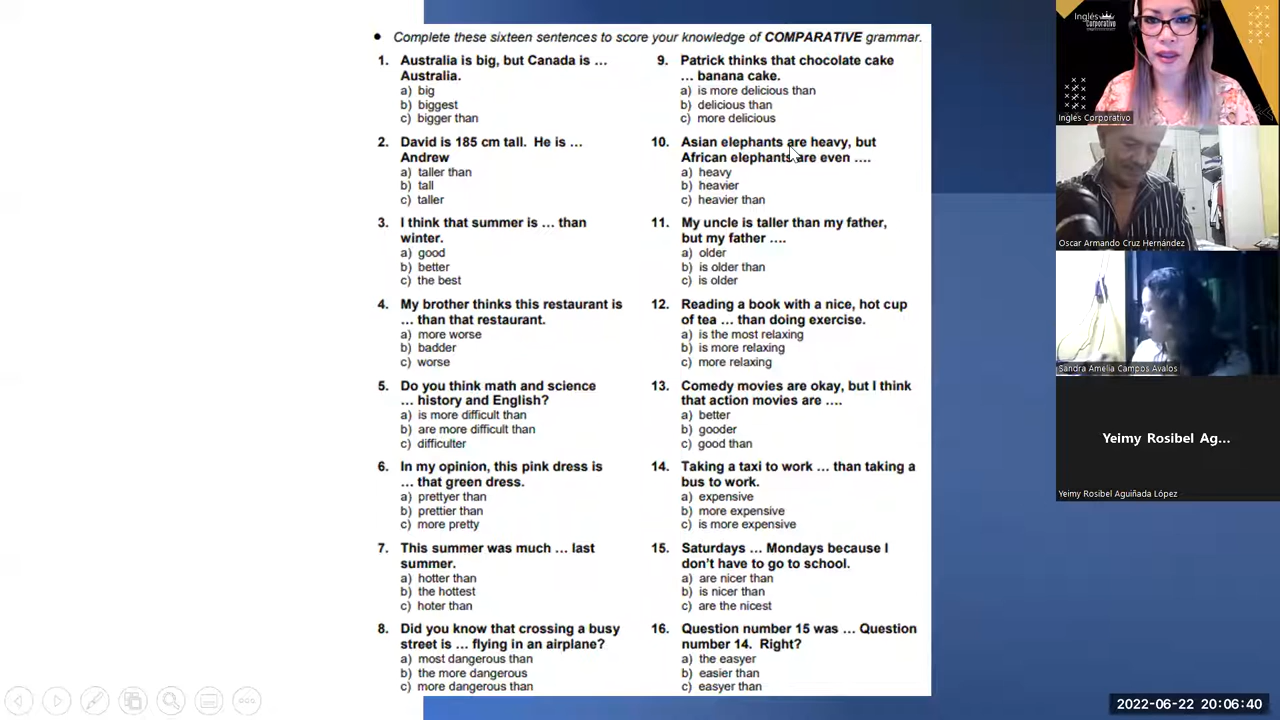 • Complete these sixteen sentences to score your knowledge of COMPARATIVE grammar.
1. Australia is big, but Canada is …
Australia.
a) big
b) biggest
c) bigger than
2. David is 185 cm tall. He is …
Andrew
a) taller than
b) tall
c) taller
3. I think that summer is … than
winter.
a) good
b) better
c) the best
4. My brother thinks this restaurant is
… than that restaurant.
a) more worse
b) badder
c) worse
5. Do you think math and science
… history and English?
a) is more difficult than
b) are more difficult than
c) difficulter
6. In my opinion, this pink dress is
… that green dress.
a) prettyer than
b) prettier than
c) more pretty
7. This summer was much … last
summer.
a) hotter than
b) the hottest
c) hoter than
8. Did you know that crossing a busy
street is … flying in an airplane?
a) most dangerous than
b) the more dangerous
c) more dangerous than
9. Patrick thinks that chocolate cake
… banana cake.
a) is more delicious than
b) delicious than
c) more delicious
10. Asian elephants are heavy, but
African elephants are even ….
a) heavy
b) heavier
c) heavier than
11. My uncle is taller than my father,
but my father ….
a) older
b) is older than
c) is older
12. Reading a book with a nice, hot cup
of tea … than doing exercise.
a) is the most relaxing
b) is more relaxing
c) more relaxing
13. Comedy movies are okay, but I think
that action movies are ….
a) better
b) gooder
c) good than
14. Taking a taxi to work … than taking a
bus to work.
a) expensive
b) more expensive
c) is more expensive
15. Saturdays … Mondays because I
don't have to go to school.
a) are nicer than
b) is nicer than
c) are the nicest
16. Question number 15 was … Question
number 14. Right?
a) the easyer
b) easier than
c) easyer than
Inglés
Corporativo
Inglés Corporativo
Oscar Armando Cruz Hernández
Sandra Amelia Campos Avalos
Yeimy Rosibel Ag...
Yeimy Rosibel Aguiñada López
2022-06-22 20:06:40